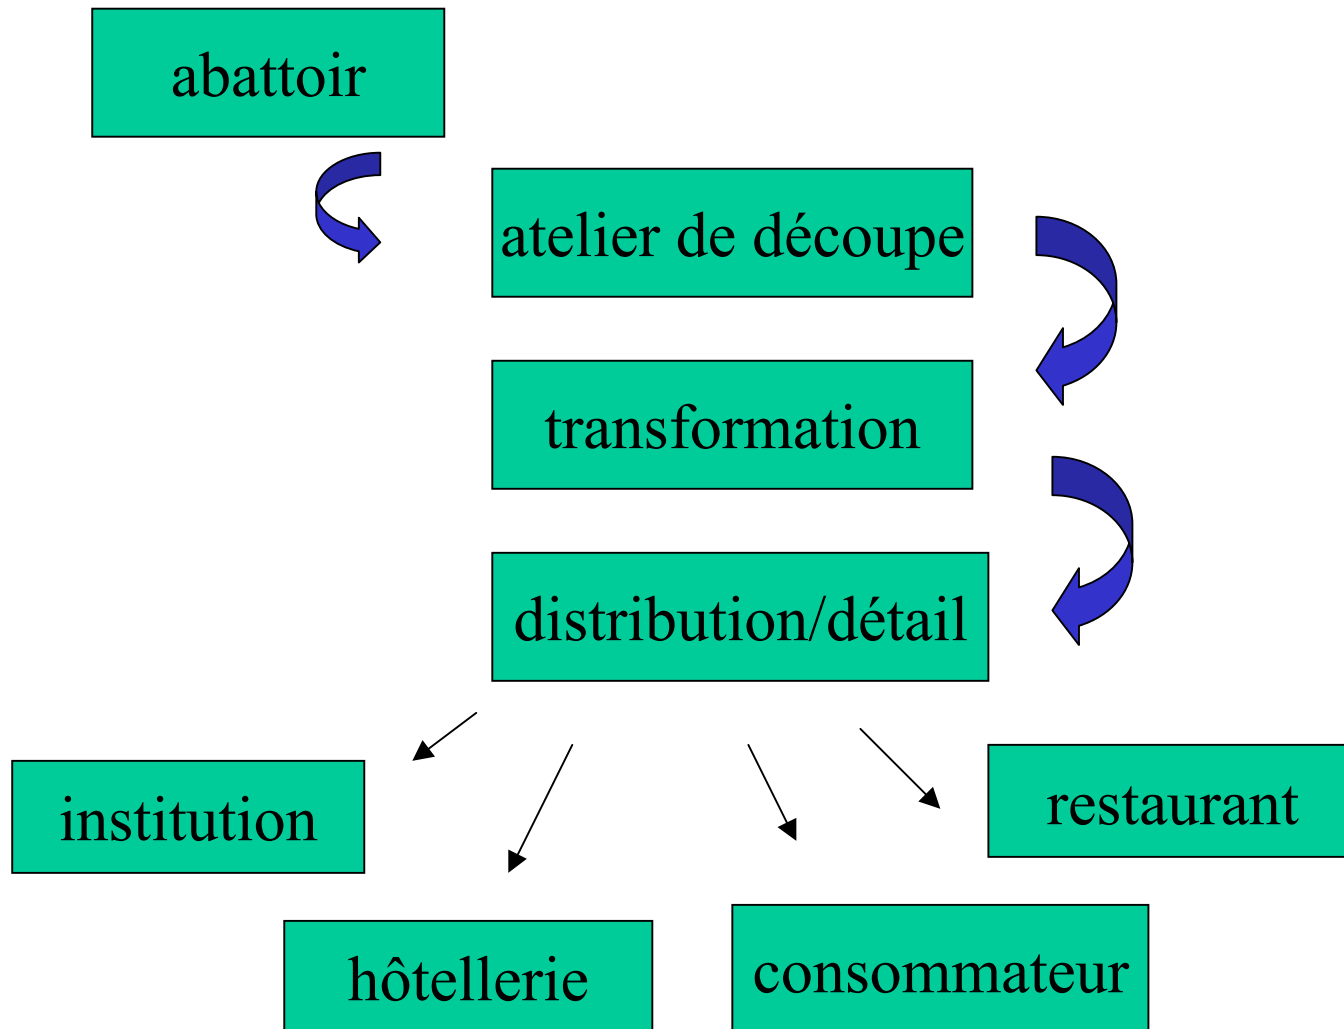 abattoir
atelier de découpe
transformation
distribution/détail
institution
restaurant
hôtellerie
consommateur